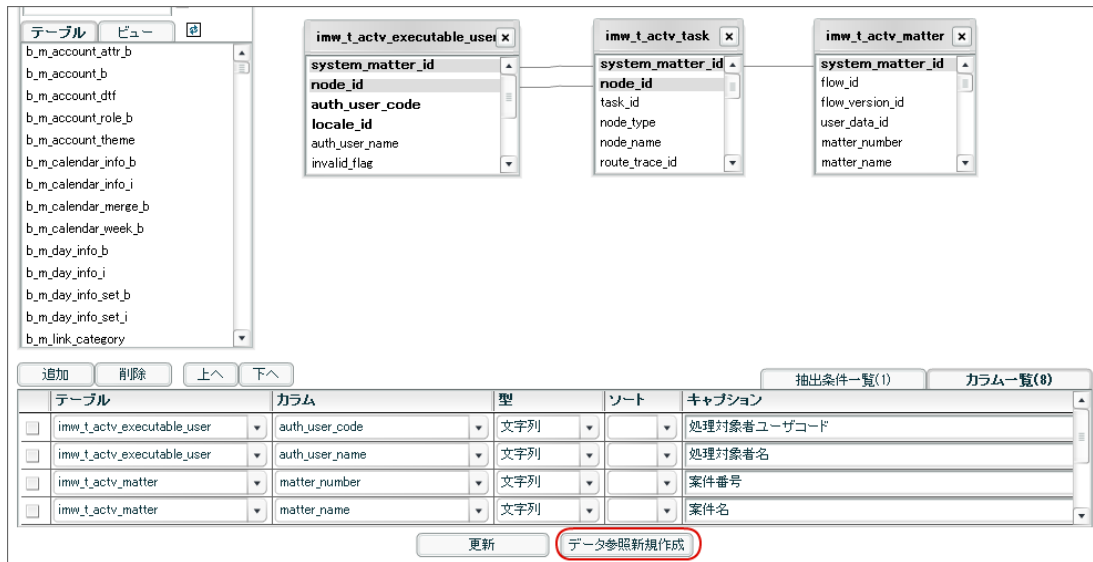 テーブル ビュー
b_m_account_attr_b
b_m_account_b
b_m_account_dtf
b_m_account_role_b
b_m_account_theme
b_m_calendar_info_b
b_m_calendar_info_i
b_m_calendar_merge_b
b_m_calendar_week_b
b_m_day_info_b
b_m_day_info_i
b_m_day_info_set_b
b_m_day_info_set_i
b_m_link_category
imw_t_actv_executable_user
system_matter_id
node_id
auth_user_code
locale_id
auth_user_name
invalid_flag
imw_t_actv_task
system_matter_id
node_id
task_id
node_type
node_name
route_trace_id
imw_t_actv_matter
system_matter_id
flow_id
flow_version_id
user_data_id
matter_number
matter_name
追加 削除 上へ 下へ 抽出条件一覧(1) カラム一覧(8)
テーブル カラム 型 ソート キャプション
imw_t_actv_executable_user auth_user_code 文字列 処理対象者ユーザコード
imw_t_actv_executable_user auth_user_name 文字列 処理対象者名
imw_t_actv_matter matter_number 文字列 案件番号
imw_t_actv_matter matter_name 文字列 案件名
更新 データ参照新規作成